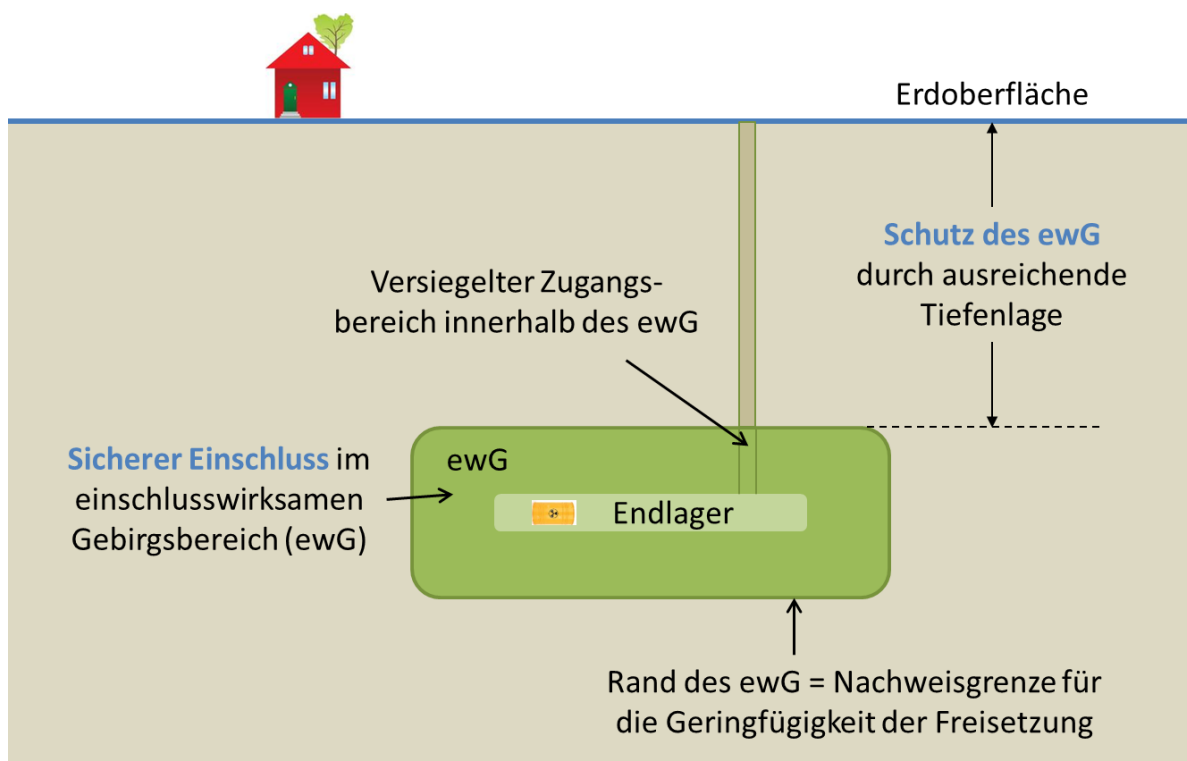 Erdoberfläche
Schutz des ewG
durch ausreichende
Tiefenlage
Versiegelter Zugangs-
bereich innerhalb des ewG
Sicherer Einschluss im
einschlusswirksamen
Gebirgsbereich (ewG)
ewG
Endlager
Rand des ewG = Nachweisgrenze für
die Geringfügigkeit der Freisetzung